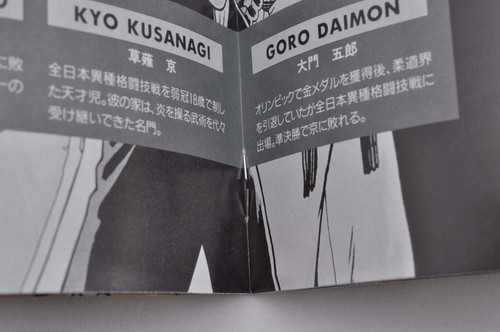 に敗
ーの
KYO KUSANAGI
草薙 京
全日本異種格闘技戦を弱冠18歳で制し
た天才児。彼の家は、炎を操る武術を代々
受け継いできた名門。
GORO DAIMON
大門 五郎
オリンピックで金メダルを獲得後、柔道界
を引退していたが全日本異種格闘技戦に
出場。準決勝で京に敗れる。